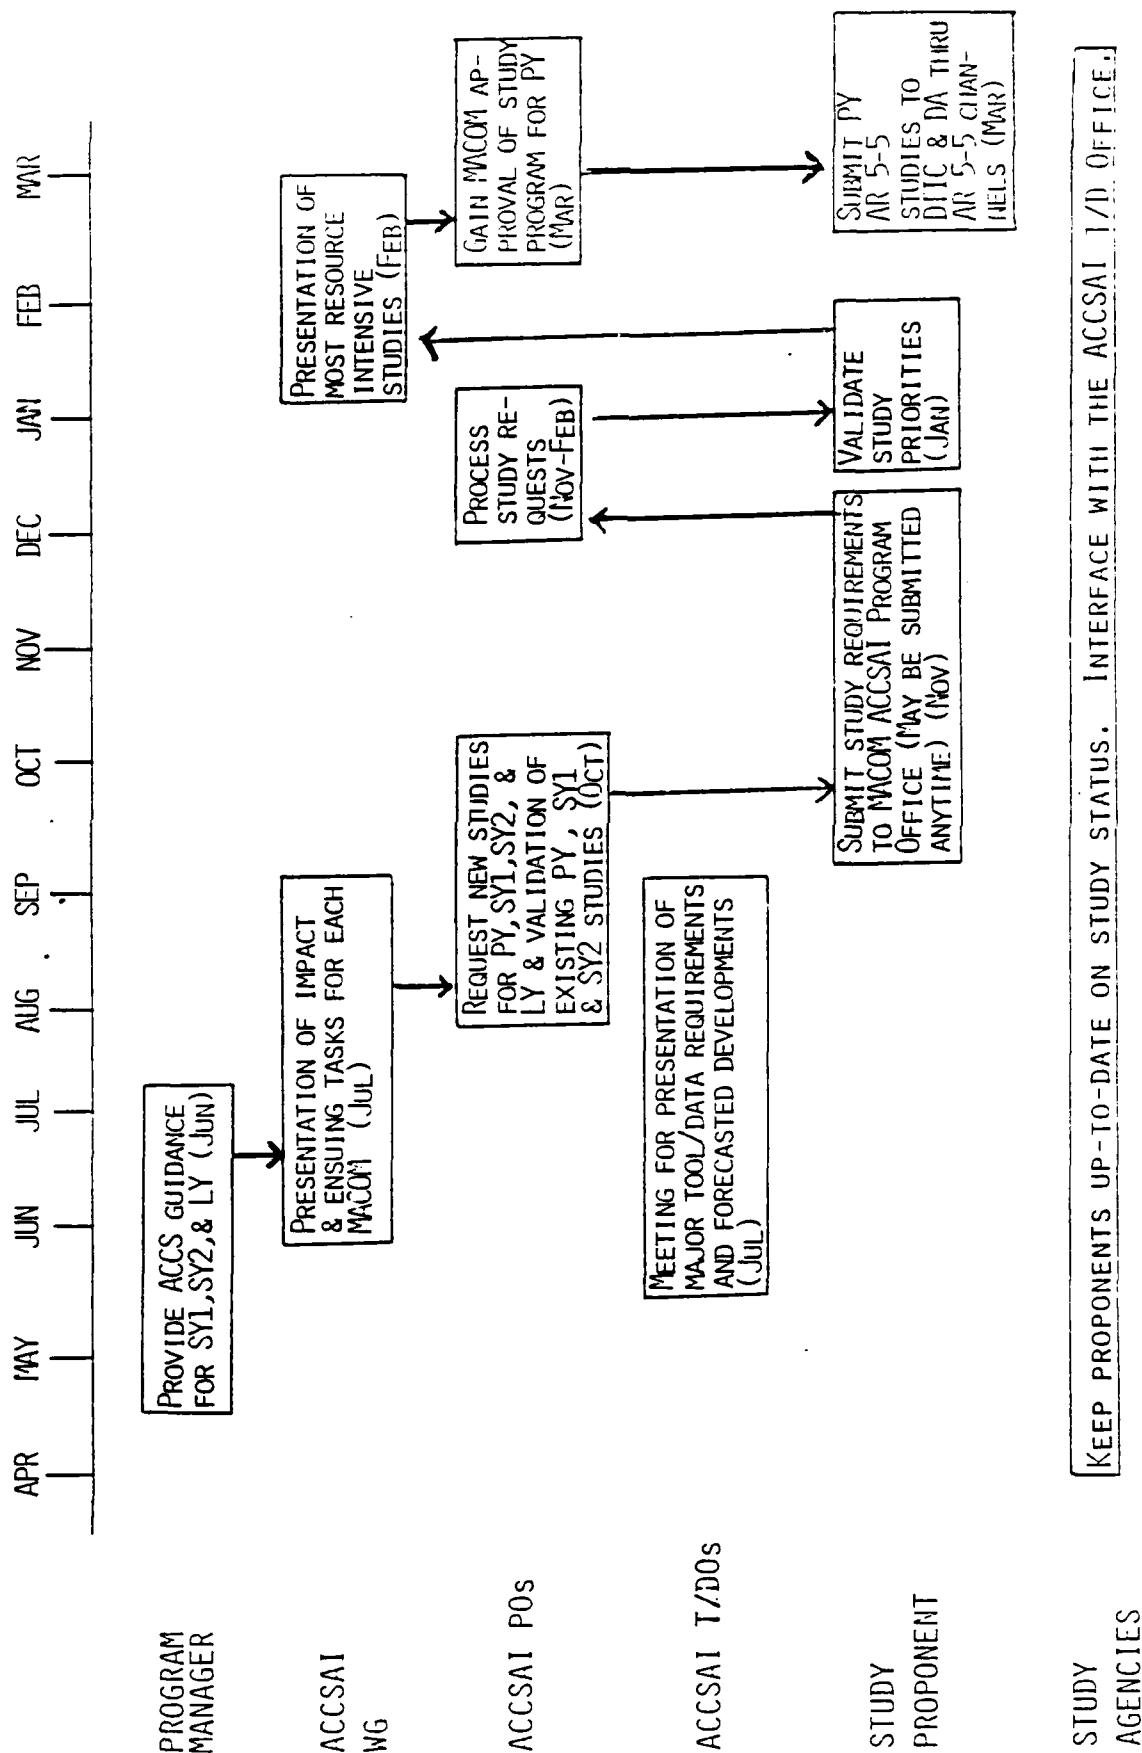 APR
MAY
JUN
JUL
AUG
SEP
OCT
NOV
DEC
JAN
FEB
MAR
PROGRAM
MANAGER
PROVIDE ACCS GUIDANCE
FOR SY1,SY2,& LY (JUN)
ACCSAI
WG
PRESENTATION OF IMPACT
& ENSUING TASKS FOR EACH
MACOM (JUL)
PRESENTATION OF
MOST RESOURCE
INTENSIVE
STUDIES (FEB)
ACCSAI POs
REQUEST NEW STUDIES
FOR PY,SY1,SY2, &
LY & VALIDATION OF
EXISTING PY, SY1
& SY2 STUDIES (OCT)
PROCESS
STUDY RE-
QUESTS
(NOV-FEB)
GAIN MACOM AP-
PROVAL OF STUDY
PROGRAM FOR PY
(MAR)
ACCSAI T/DOs
MEETING FOR PRESENTATION OF
MAJOR TOOL/DATA REQUIREMENTS
AND FORECASTED DEVELOPMENTS
(JUL)
STUDY
PROPONENT
SUBMIT STUDY REQUIREMENTS
TO MACOM ACCSAI PROGRAM
OFFICE (MAY BE SUBMITTED
ANYTIME) (NOV)
VALIDATE
STUDY
PRIORITIES
(JAN)
SUBMIT PY
AR 5-5
STUDIES TO
DTIC & DA THRU
AR 5-5 CHAN-
NELS (MAR)
STUDY
AGENCIES
KEEP PROPONENTS UP-TO-DATE ON STUDY STATUS. INTERFACE WITH THE ACCSAI I/D OFFICE.